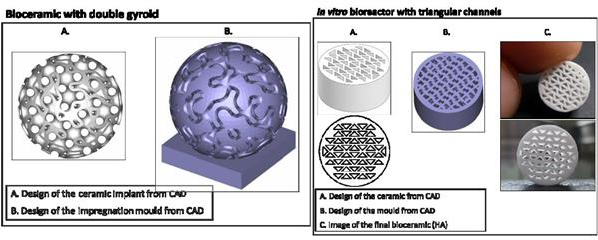 Bioceramic with double gyroid
A.
B.
A. Design of the ceramic implant from CAD
B. Design of the impregnation mould from CAD
In vitro bioreactor with triangular channels
A.
B.
C.
A. Design of the ceramic from CAD
B. Design of the mould from CAD
C. Image of the final bioceramic (HA)